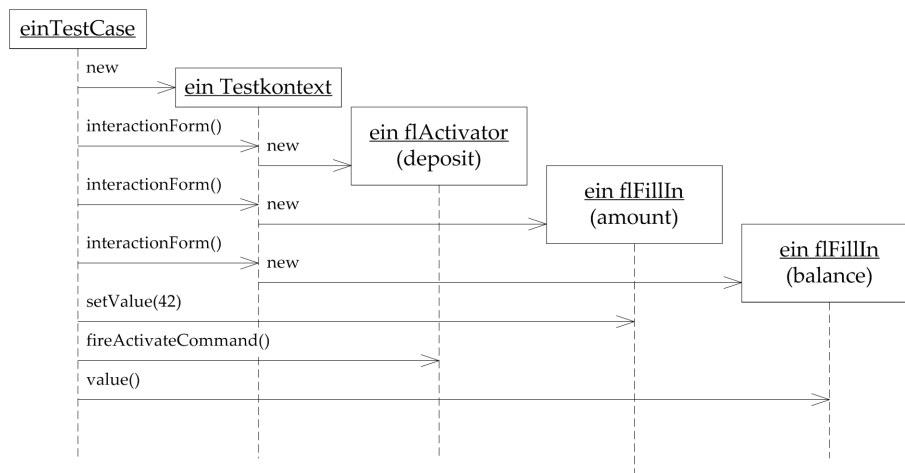 einTestCase
new
ein Testkontext
interactionForm()
new
ein flActivator
(deposit)
interactionForm()
new
ein flFillIn
(amount)
interactionForm()
new
ein flFillIn
(balance)
setValue(42)
fireActivateCommand()
value()